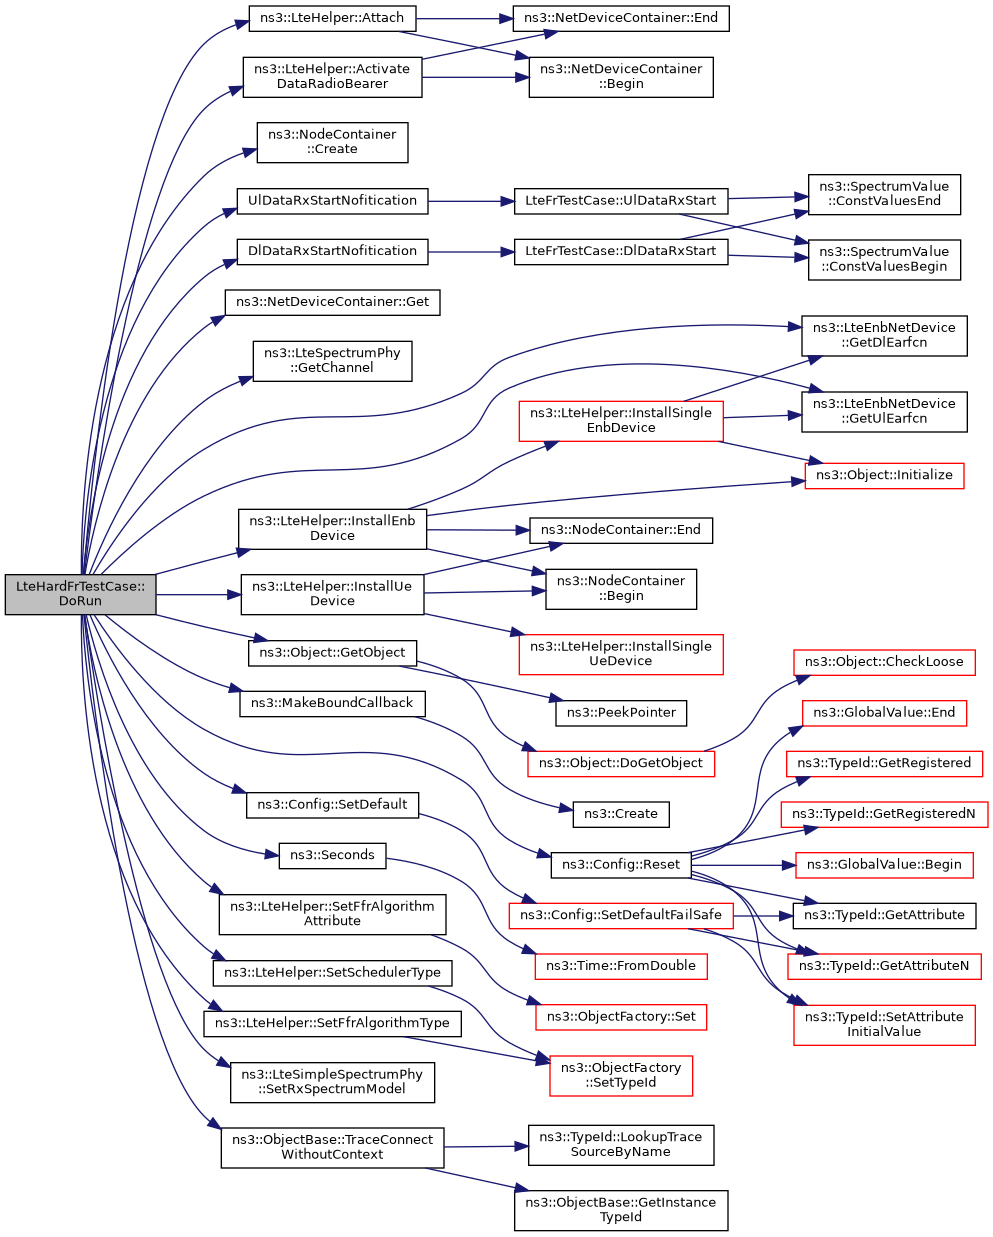 LteHardFrTestCase::
DoRun
ns3::LteHelper::Attach
ns3::LteHelper::Activate
DataRadioBearer
ns3::NodeContainer
::Create
UlDataRxStartNofitication
DlDataRxStartNofitication
ns3::NetDeviceContainer::Get
ns3::LteSpectrumPhy
::GetChannel
ns3::LteHelper::InstallEnb
Device
ns3::LteHelper::InstallUe
Device
ns3::Object::GetObject
ns3::MakeBoundCallback
ns3::Config::SetDefault
ns3::Seconds
ns3::LteHelper::SetFfrAlgorithm
Attribute
ns3::LteHelper::SetSchedulerType
ns3::LteHelper::SetFfrAlgorithmType
ns3::LteSimpleSpectrumPhy
::SetRxSpectrumModel
ns3::ObjectBase::TraceConnect
WithoutContext
ns3::NetDeviceContainer::End
ns3::NetDeviceContainer
::Begin
LteFrTestCase::UlDataRxStart
LteFrTestCase::DlDataRxStart
ns3::LteHelper::InstallSingle
EnbDevice
ns3::NodeContainer::End
ns3::NodeContainer
::Begin
ns3::LteHelper::InstallSingle
UeDevice
ns3::PeekPointer
ns3::Object::DoGetObject
ns3::Create
ns3::Config::Reset
ns3::Config::SetDefaultFailSafe
ns3::Time::FromDouble
ns3::ObjectFactory::Set
ns3::ObjectFactory
::SetTypeId
ns3::TypeId::LookupTrace
SourceByName
ns3::ObjectBase::GetInstance
TypeId
ns3::SpectrumValue
::ConstValuesEnd
ns3::SpectrumValue
::ConstValuesBegin
ns3::LteEnbNetDevice
::GetDlEarfcn
ns3::LteEnbNetDevice
::GetUlEarfcn
ns3::Object::Initialize
ns3::Object::CheckLoose
ns3::GlobalValue::End
ns3::TypeId::GetRegistered
ns3::TypeId::GetRegisteredN
ns3::GlobalValue::Begin
ns3::TypeId::GetAttribute
ns3::TypeId::GetAttributeN
ns3::TypeId::SetAttribute
InitialValue